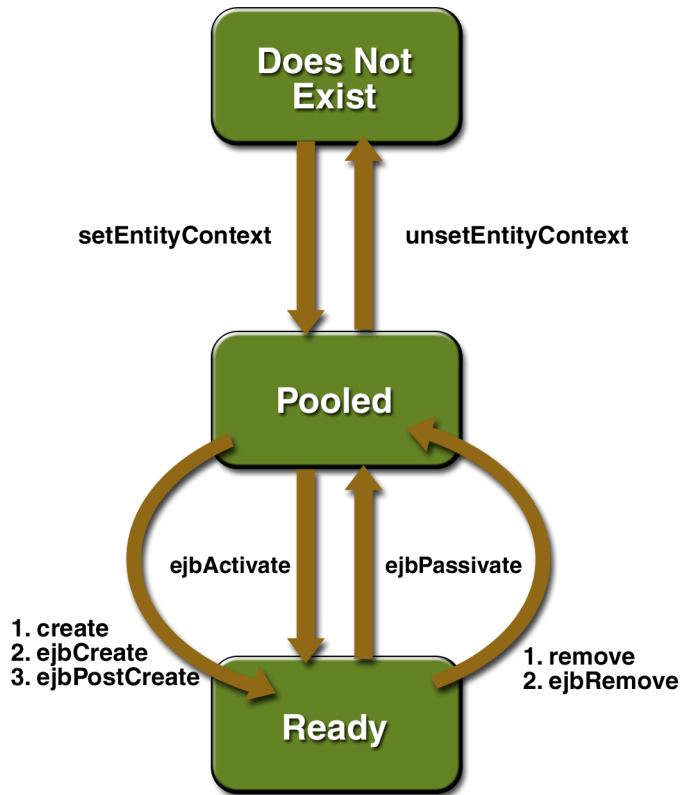 Does Not
Exist
setEntityContext
unsetEntityContext
Pooled
ejbActivate
ejbPassivate
1. create
2. ejbCreate
3. ejbPostCreate
1. remove
2. ejbRemove
Ready